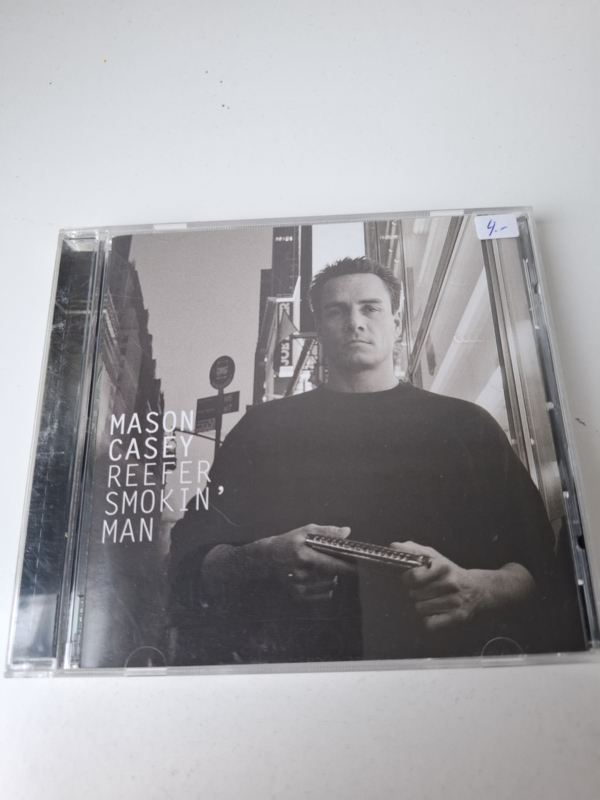 4.-
MASON
CASEY
REEFER
SMOKIN'
MAN